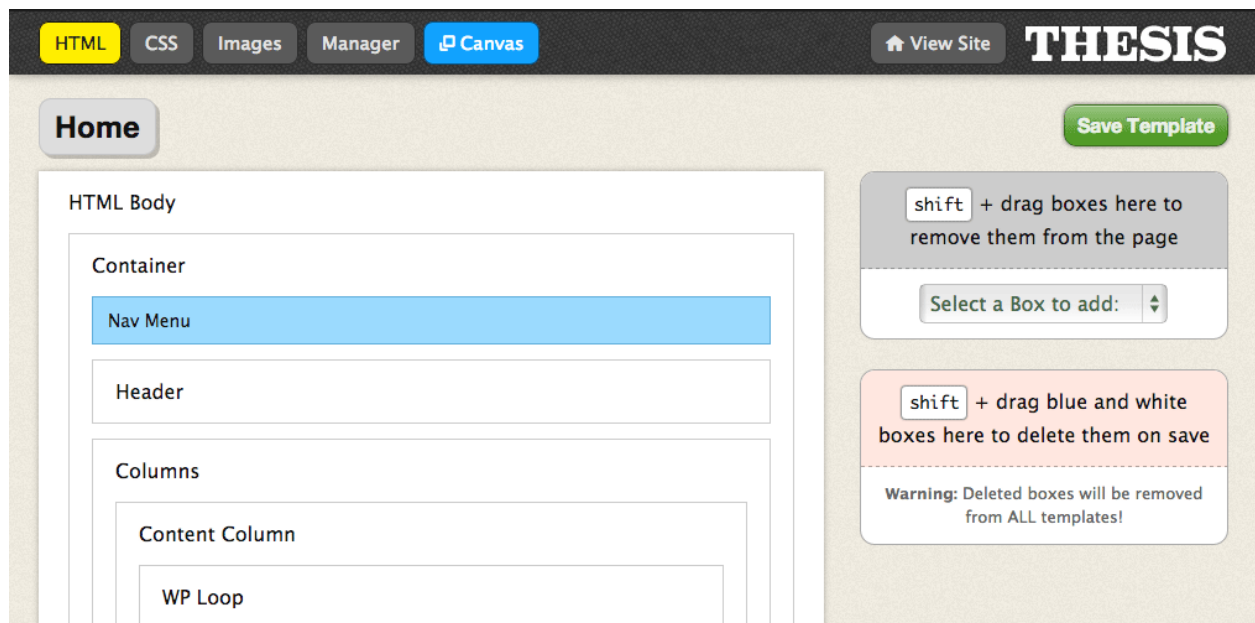 HTML CSS Images Manager Canvas View Site THESIS
Home Save Template
HTML Body
Container
Nav Menu
Header
Columns
Content Column
WP Loop
shift + drag boxes here to
remove them from the page
Select a Box to add:
shift + drag blue and white
boxes here to delete them on save
Warning: Deleted boxes will be removed
from ALL templates!